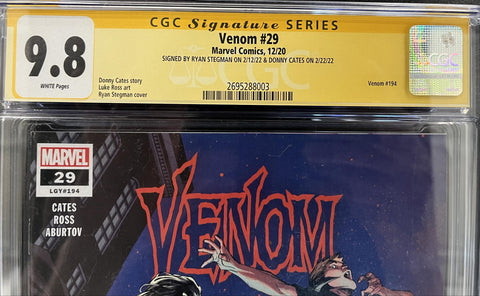 CGC Signature SERIES
Venom #29
Marvel Comics, 12/20
SIGNED BY RYAN STEGMAN ON 2/12/22 & DONNY CATES ON 2/22/22
9.8
WHITE Pages
Donny Cates story
Luke Ross art
Ryan Stegman cover
2695288003
Venom #194
CGC
MARVEL
29
LGY#194
CATES
ROSS
ABURTOV
VENOM